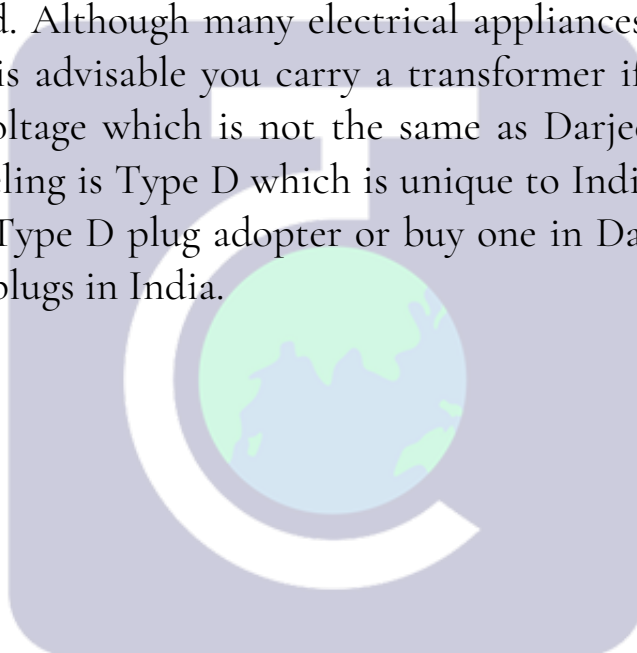 d. Although many electrical appliances
is advisable you carry a transformer if
oltage which is not the same as Darjee
ling is Type D which is unique to Indi
Type D plug adopter or buy one in Da
plugs in India.